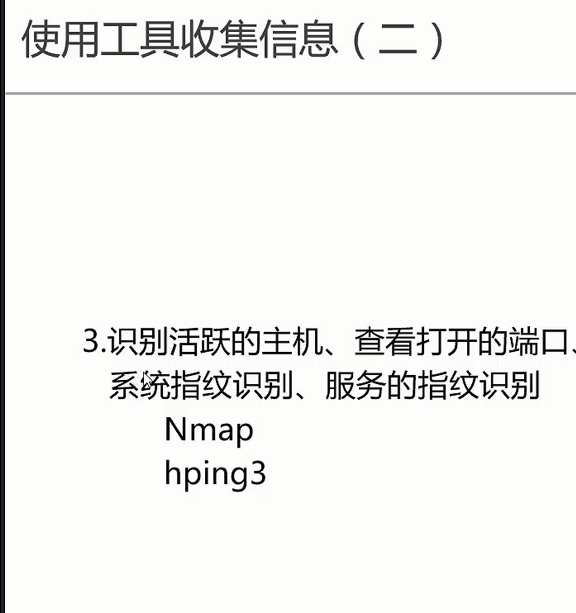 使用工具收集信息（二）
3.识别活跃的主机、查看打开的端口、
系统指纹识别、服务的指纹识别
Nmap
hping3